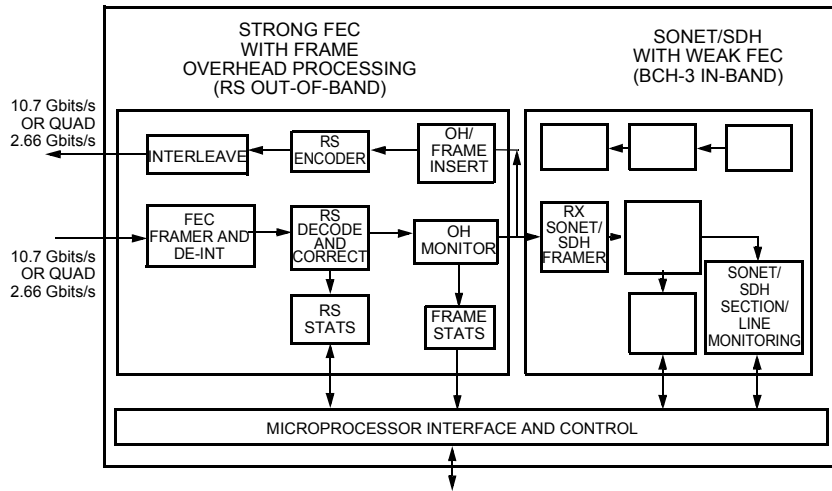 STRONG FEC
WITH FRAME
OVERHEAD PROCESSING
(RS OUT-OF-BAND)
SONET/SDH
WITH WEAK FEC
(BCH-3 IN-BAND)
10.7 Gbits/s
OR QUAD
2.66 Gbits/s
INTERLEAVE
RS
ENCODER
OH/
FRAME
INSERT
FEC
FRAMER AND
DE-INT
RS
DECODE
AND
CORRECT
OH
MONITOR
RX
SONET/
SDH
FRAMER
10.7 Gbits/s
OR QUAD
2.66 Gbits/s
RS
STATS
FRAME
STATS
SONET/
SDH
SECTION/
LINE
MONITORING
MICROPROCESSOR INTERFACE AND CONTROL